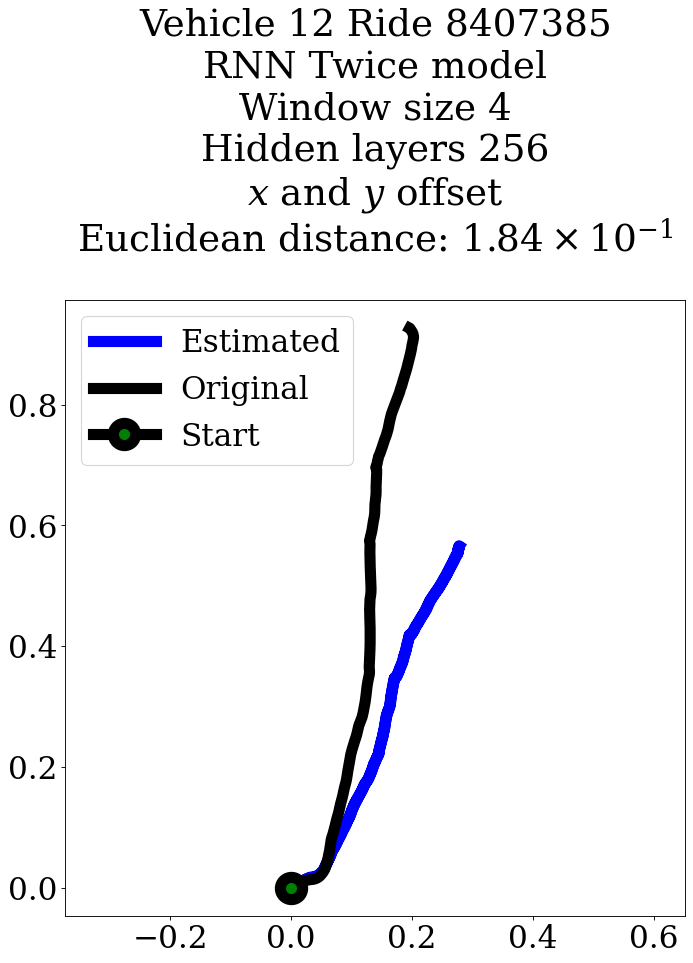 Vehicle 12 Ride 8407385
RNN Twice model
Window size 4
Hidden layers 256
x and y offset
Euclidean distance: 1.84 × 10⁻¹
Estimated
Original
Start
0.8
0.6
0.4
0.2
0.0
−0.2 0.0 0.2 0.4 0.6